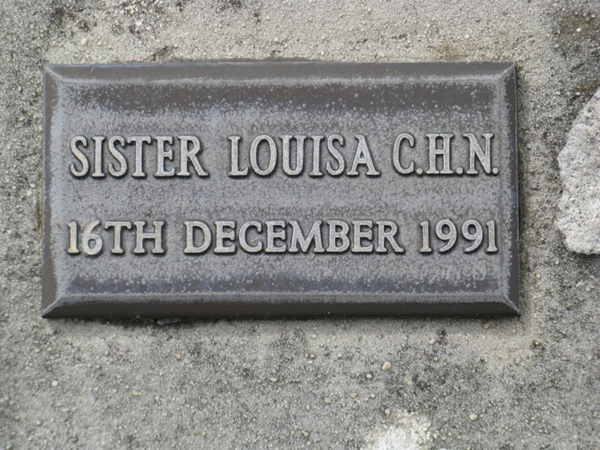 SISTER LOUISA C.H.N.
16TH DECEMBER 1991